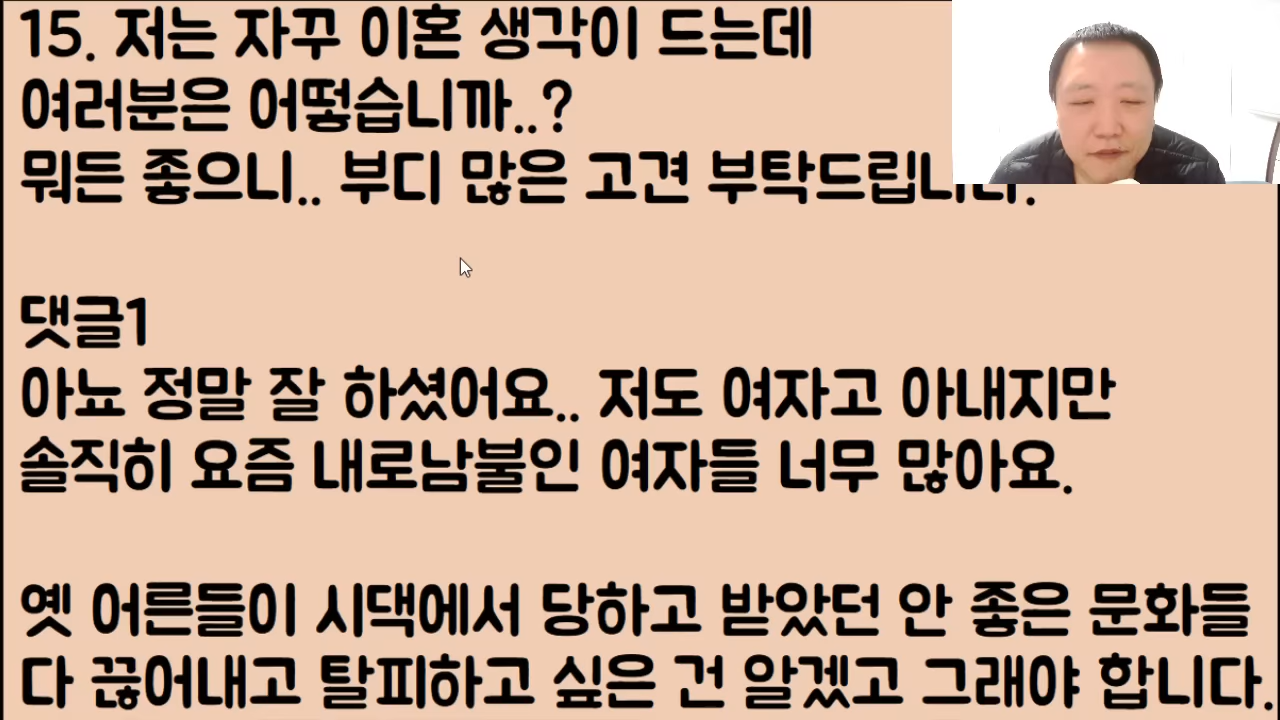 15. 저는 자꾸 이혼 생각이 드는데
여러분은 어떻습니까..?
뭐든 좋으니.. 부디 많은 고견 부탁드립니다.
댓글1
아뇨 정말 잘 하셨어요.. 저도 여자고 아내지만
솔직히 요즘 내로남불인 여자들 너무 많아요.
옛 어른들이 시댁에서 당하고 받았던 안 좋은 문화들
다 끊어내고 탈피하고 싶은 건 알겠고 그래야 합니다.